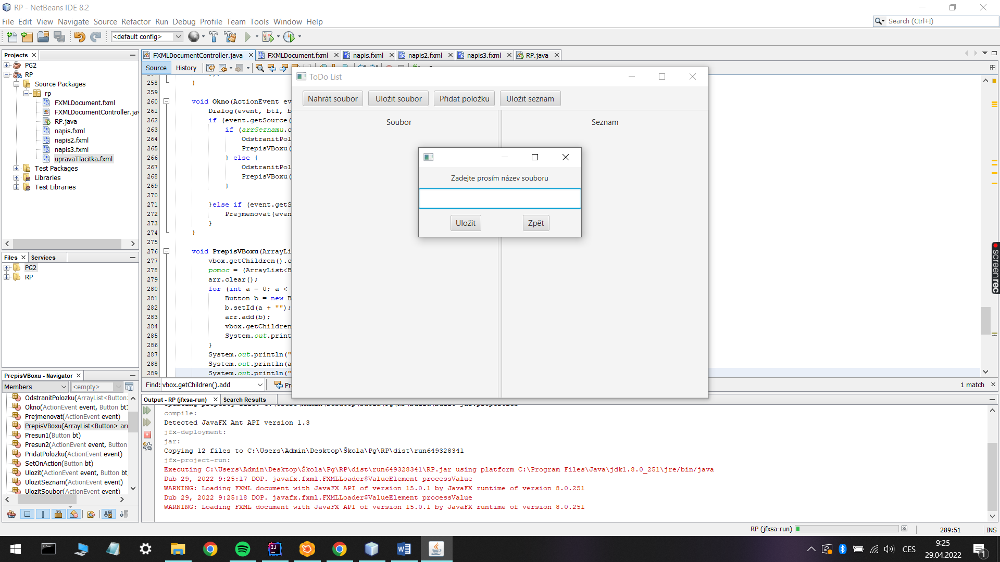 RP - NetBeans IDE 8.2
File Edit View Navigate Source Refactor Run Debug Profile Team Tools Window Help
Search (Ctrl+I)
<default config>
Projects
PG2
RP
Source Packages
rp
FXMLDocument.fxml
FXMLDocumentController.jav
RP.java
napis.fxml
napis2.fxml
napis3.fxml
upravaTlacitka.fxml
Test Packages
Libraries
Test Libraries
Files Services
PG2
RP
PrepisVBoxu - Navigator
Members <empty>
OdstranitPolozku(ArrayList<Button
Okno(ActionEvent event, Button bt1
Prejmenovat(ActionEvent event)
PrepisVBoxu(ArrayList<Button> arr
Presun1(Button bt)
Presun2(ActionEvent event, Button
PridatPolozku(ActionEvent event)
SetOnAction(Button bt)
Ulozit(ActionEvent event, Button bt
UlozitSeznam(ActionEvent event)
UlozitSoubor(ActionEvent event)
FXMLDocumentController.java FXMLDocument.fxml napis.fxml napis2.fxml napis3.fxml RP.java
Source History
258 }
259
260 void Okno(ActionEvent ev
261 Dialog(event, bt1, b
262 if (event.getSource(
263 if (arrSeznamu.c
264 OdstranitPol
265 PrepisVBoxu(
266 } else {
267 OdstranitPol
268 PrepisVBoxu(
269 }
270
271 }else if (event.getS
272 Prejmenovat(even
273 }
274 }
275
276 void PrepisVBoxu(ArrayLi
277 vbox.getChildren().c
278 pomoc = (ArrayList<B
279 arr.clear();
280 for (int a = 0; a <
281 Button b = new B
282 b.setId(a + "");
283 arr.add(b);
284 vbox.getChildren
285 System.out.print
286 }
287 System.out.println("
288 System.out.println(a
289 System.out.println("
Find: vbox.getChildren().add Pr
1 match
ToDo List
Nahrát soubor Uložit soubor Přidat položku Uložit seznam
Soubor Seznam
Zadejte prosím název souboru
Uložit Zpět
Output - RP (jfxsa-run) Search Results
compile:
Detected JavaFX Ant API version 1.3
jfx-deployment:
jar:
Copying 12 files to C:\Users\Admin\Desktop\Škola\Pg\RP\dist\run649328341
jfx-project-run:
Executing C:\Users\Admin\Desktop\Škola\Pg\RP\dist\run649328341\RP.jar using platform C:\Program Files\Java\jdk1.8.0_251\jre/bin/java
Dub 29, 2022 9:25:17 DOP. javafx.fxml.FXMLLoader$ValueElement processValue
WARNING: Loading FXML document with JavaFX API of version 15.0.1 by JavaFX runtime of version 8.0.251
Dub 29, 2022 9:25:18 DOP. javafx.fxml.FXMLLoader$ValueElement processValue
WARNING: Loading FXML document with JavaFX API of version 15.0.1 by JavaFX runtime of version 8.0.251
RP (jfxsa-run)
289:51
INS
screenrec
CES
9:25
29.04.2022
1